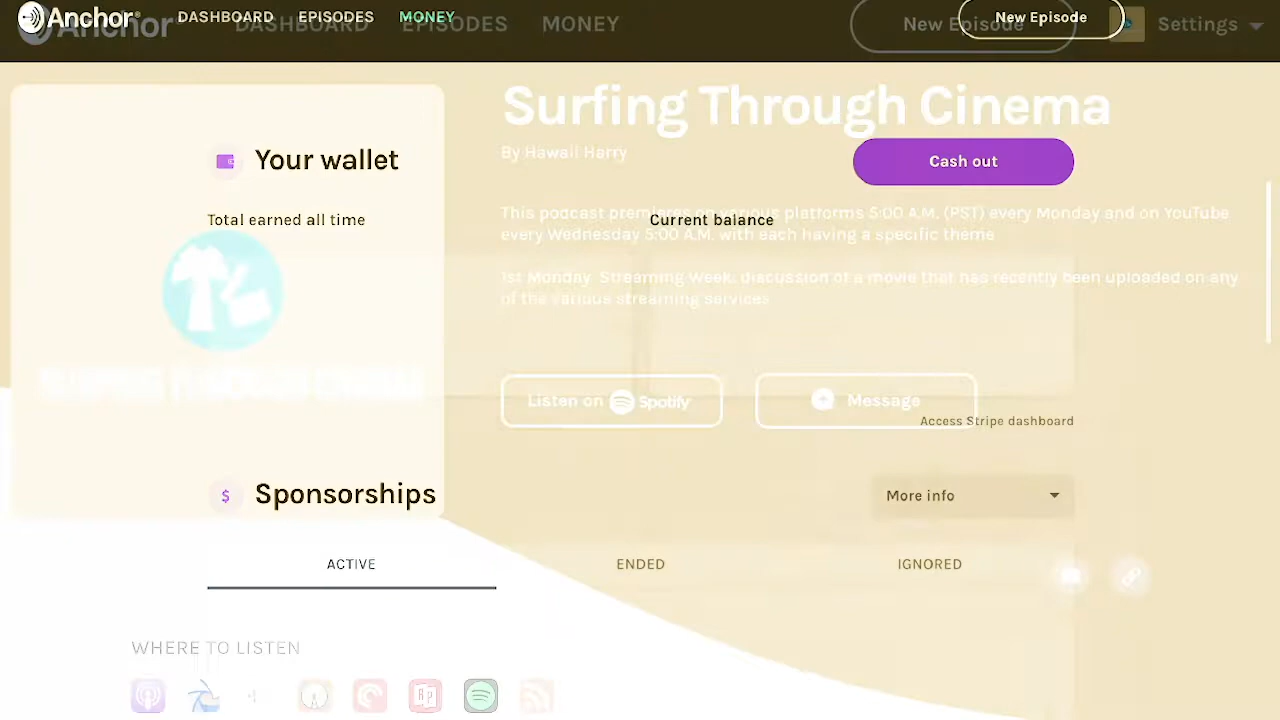 Anchor DASHBOARD EPISODES MONEY New Episode
Anchor DASHBOARD EPISODES MONEY New Episode Settings
Surfing Through Cinema
By Hawaii Harry
Your wallet
Cash out
Total earned all time
Current balance
This podcast premieres on various platforms 5:00 A.M. (PST) every Monday and on YouTube
every Wednesday 5:00 A.M. with each having a specific theme
1st Monday Streaming Week: discussion of a movie that has recently been uploaded on any
of the various streaming services
Listen on Spotify
Message
Access Stripe dashboard
$ Sponsorships
More info
ACTIVE
ENDED
IGNORED
WHERE TO LISTEN